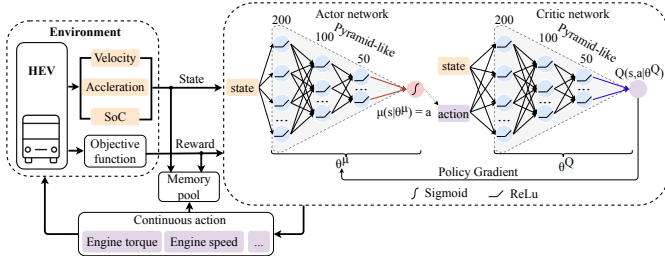 Environment
HEV
Velocity
Acceleration
SoC
Objective
function
State
Reward
Memory
pool
Continuous action
Engine torque
Engine speed
...
Actor network
200
100
50
Pyramid-like
state
...
...
...
μ(s|θ^μ) = a
θ^μ
Critic network
200
100
50
Pyramid-like
state
action
...
...
...
Q(s,a|θ^Q)
θ^Q
Policy Gradient
∫ Sigmoid
ReLu